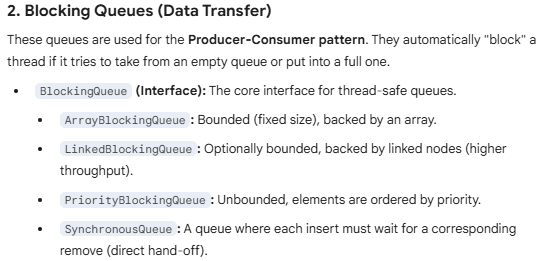 2. Blocking Queues (Data Transfer)
These queues are used for the Producer-Consumer pattern. They automatically "block" a
thread if it tries to take from an empty queue or put into a full one.
• BlockingQueue (Interface): The core interface for thread-safe queues.
• ArrayBlockingQueue : Bounded (fixed size), backed by an array.
• LinkedBlockingQueue : Optionally bounded, backed by linked nodes (higher
throughput).
• PriorityBlockingQueue : Unbounded, elements are ordered by priority.
• SynchronousQueue : A queue where each insert must wait for a corresponding
remove (direct hand-off).